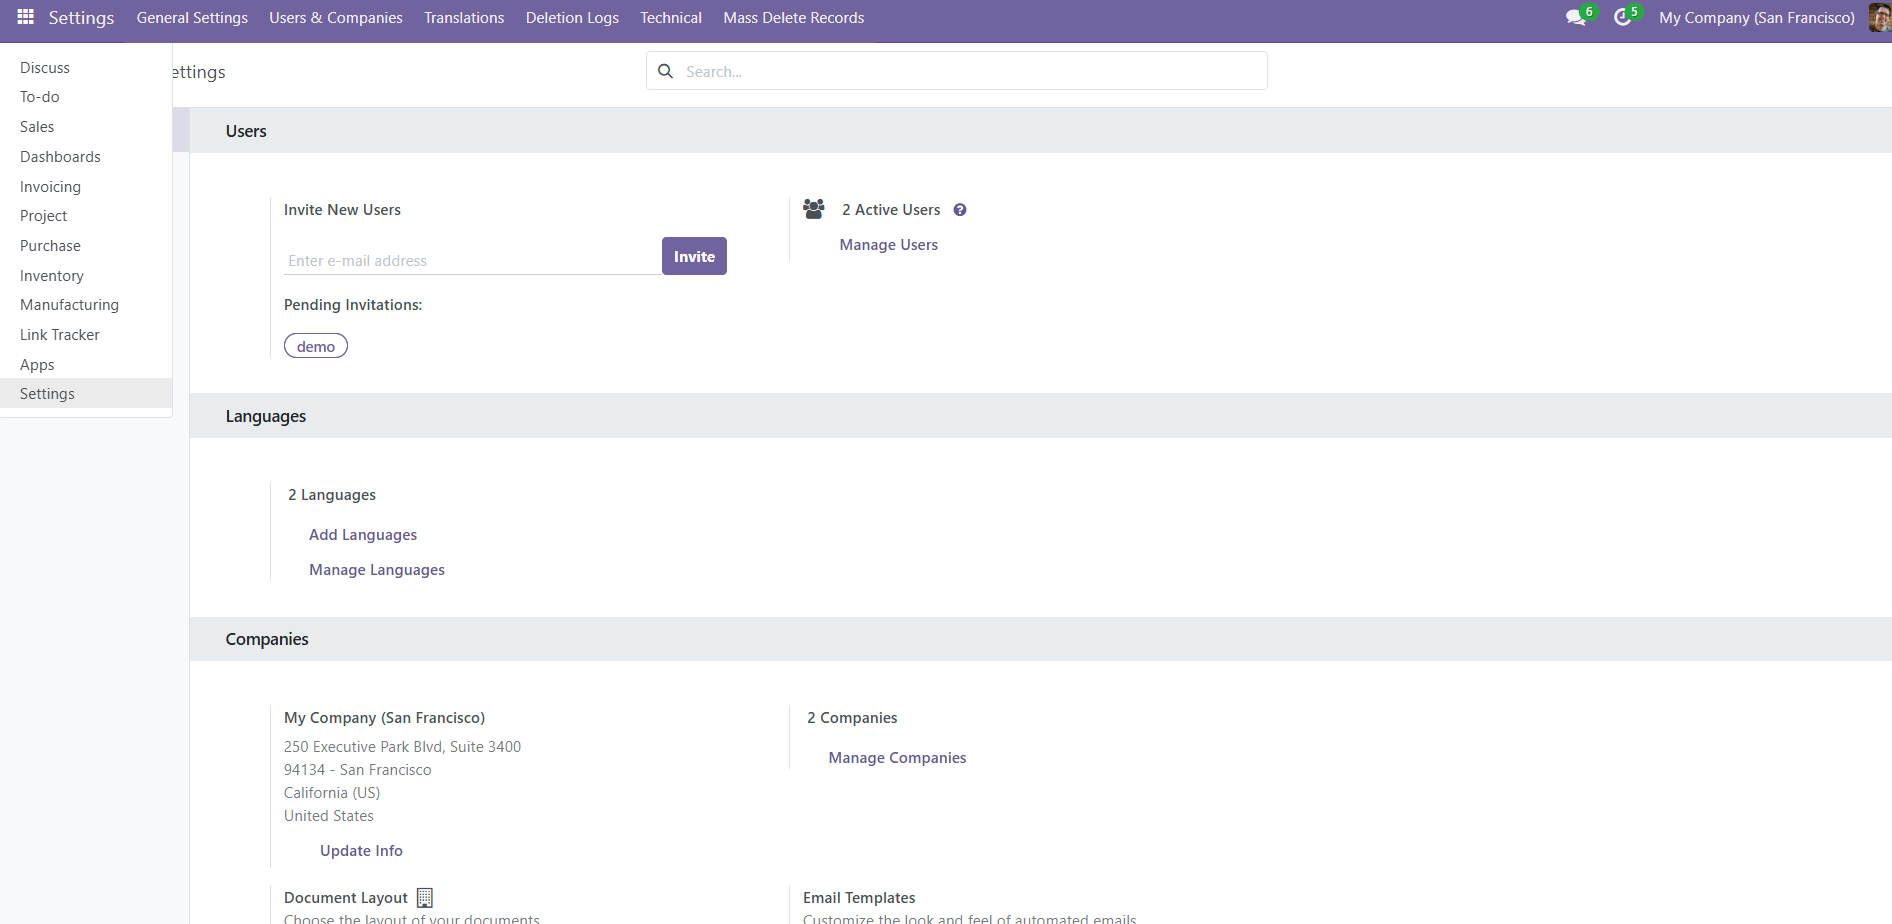 Settings General Settings Users & Companies Translations Deletion Logs Technical Mass Delete Records 6 5 My Company (San Francisco)
Discuss
To-do
Sales
Dashboards
Invoicing
Project
Purchase
Inventory
Manufacturing
Link Tracker
Apps
Settings
ettings
Search...
Users
Invite New Users
Enter e-mail address
Invite
Pending Invitations:
demo
2 Active Users ?
Manage Users
Languages
2 Languages
Add Languages
Manage Languages
Companies
My Company (San Francisco)
250 Executive Park Blvd, Suite 3400
94134 - San Francisco
California (US)
United States
Update Info
2 Companies
Manage Companies
Document Layout
Choose the layout of your documents
Email Templates
Customize the look and feel of automated emails